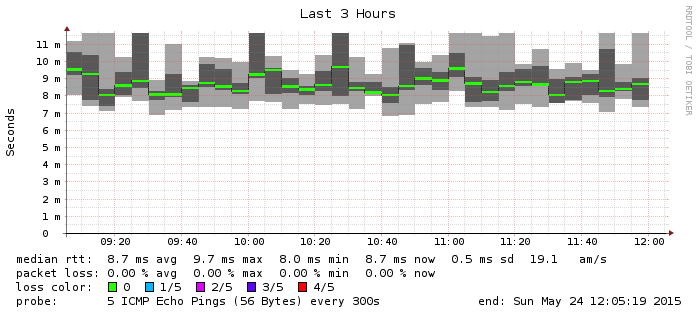 Last 3 Hours
RRDTOOL / TOBI OETIKER
Seconds
11 m
10 m
9 m
8 m
7 m
6 m
5 m
4 m
3 m
2 m
1 m
0
09:20 09:40 10:00 10:20 10:40 11:00 11:20 11:40 12:00
median rtt: 8.7 ms avg 9.7 ms max 8.0 ms min 8.7 ms now 0.5 ms sd 19.1 am/s
packet loss: 0.00 % avg 0.00 % max 0.00 % min 0.00 % now
loss color: 0 1/5 2/5 3/5 4/5
probe: 5 ICMP Echo Pings (56 Bytes) every 300s end: Sun May 24 12:05:19 2015